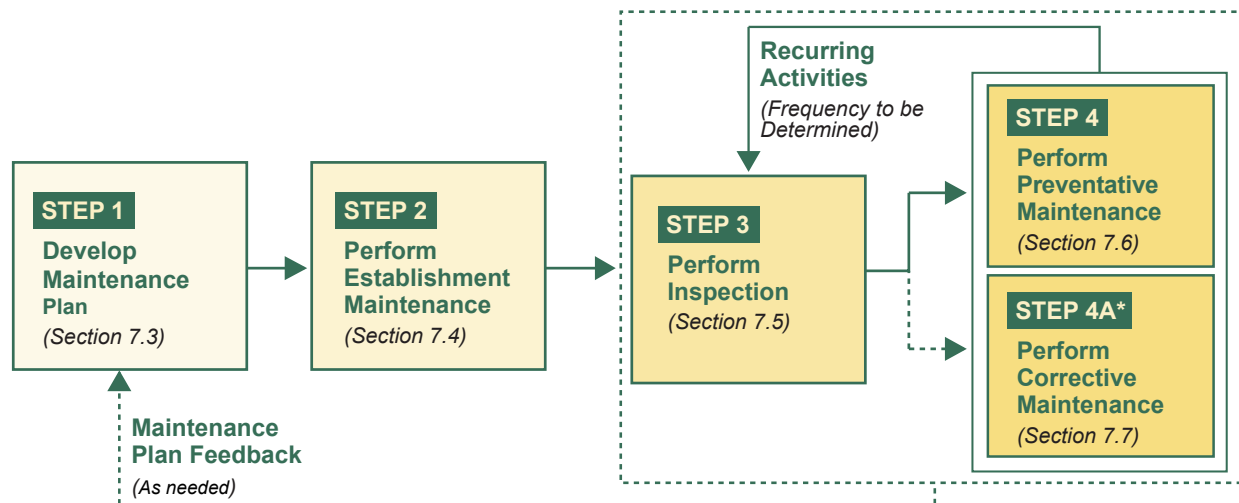 STEP 1
Develop
Maintenance
Plan
(Section 7.3)
STEP 2
Perform
Establishment
Maintenance
(Section 7.4)
Recurring
Activities
(Frequency to be
Determined)
STEP 3
Perform
Inspection
(Section 7.5)
STEP 4
Perform
Preventative
Maintenance
(Section 7.6)
STEP 4A*
Perform
Corrective
Maintenance
(Section 7.7)
Maintenance
Plan Feedback
(As needed)